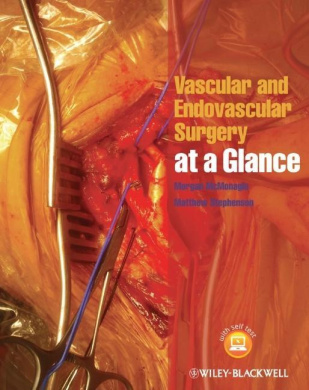 Vascular and
Endovascular
Surgery
at a Glance
Morgan McMonagle
Matthew Stephenson
with self test
WILEY-BLACKWELL